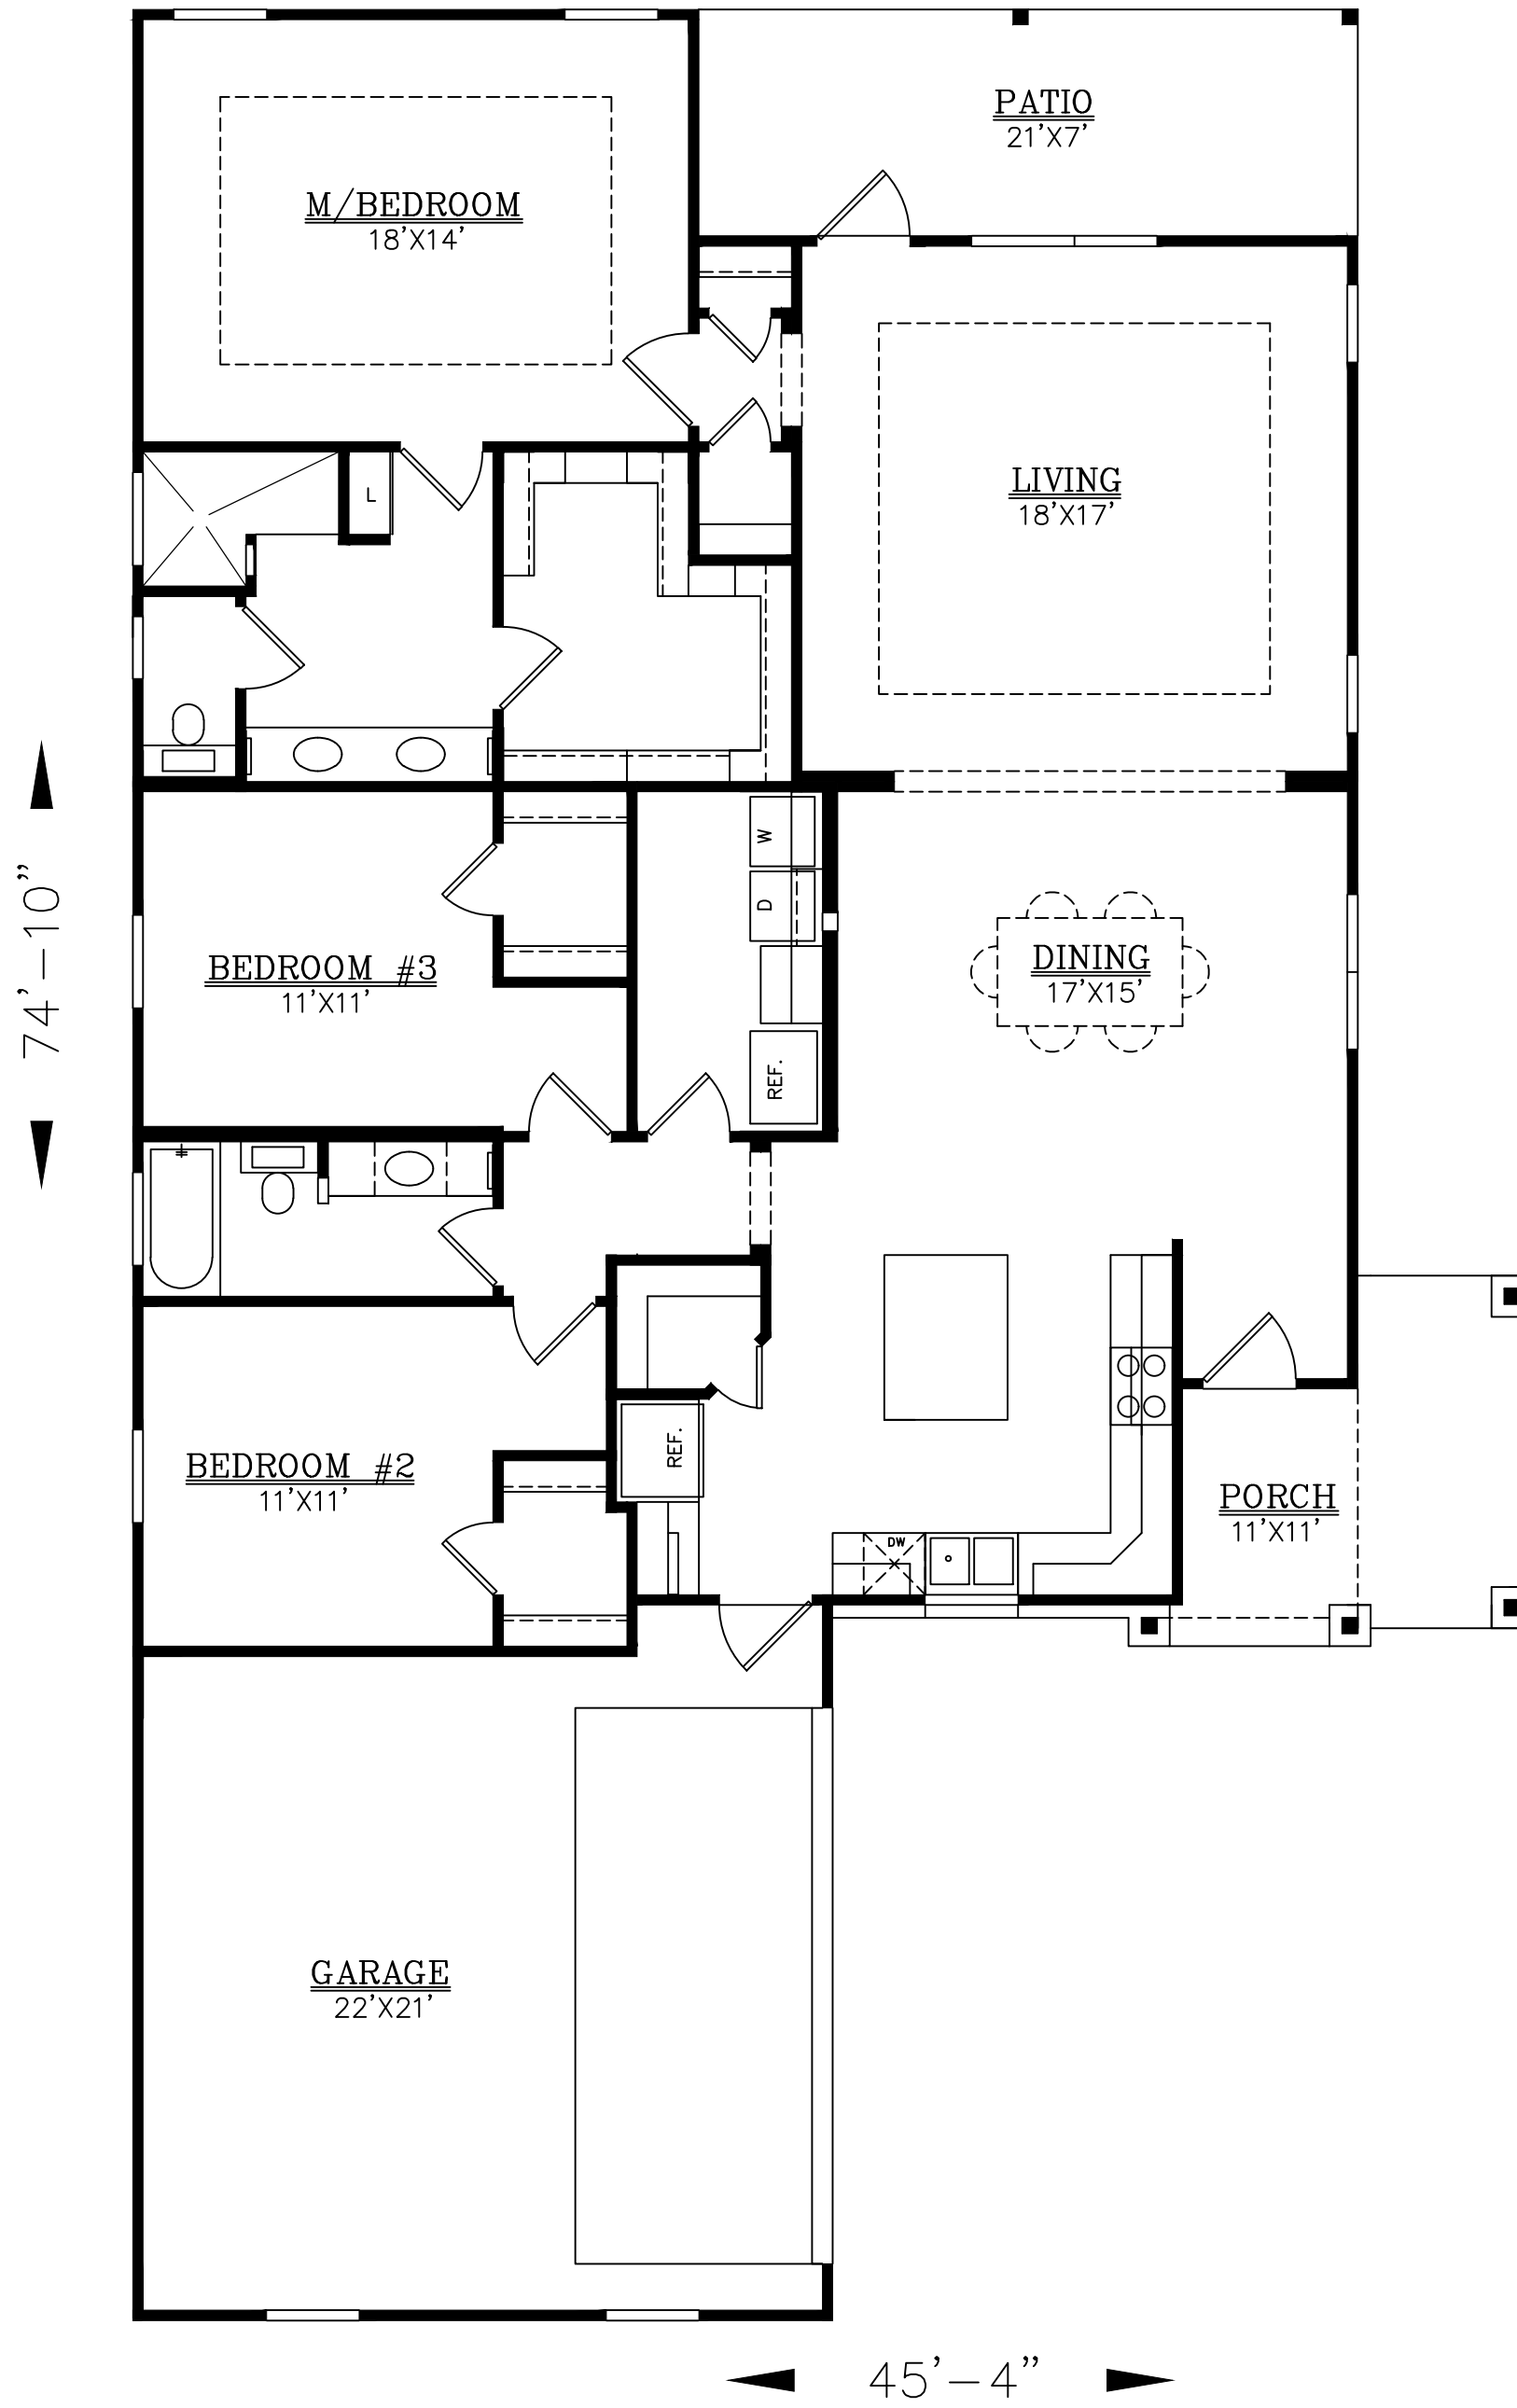 PATIO
21'X7'
M/BEDROOM
18'X14'
L
LIVING
18'X17'
W
D
REF.
DINING
17'X15'
BEDROOM #3
11'X11'
74'-10"
BEDROOM #2
11'X11'
REF.
DW
PORCH
11'X11'
GARAGE
22'X21'
45'-4"